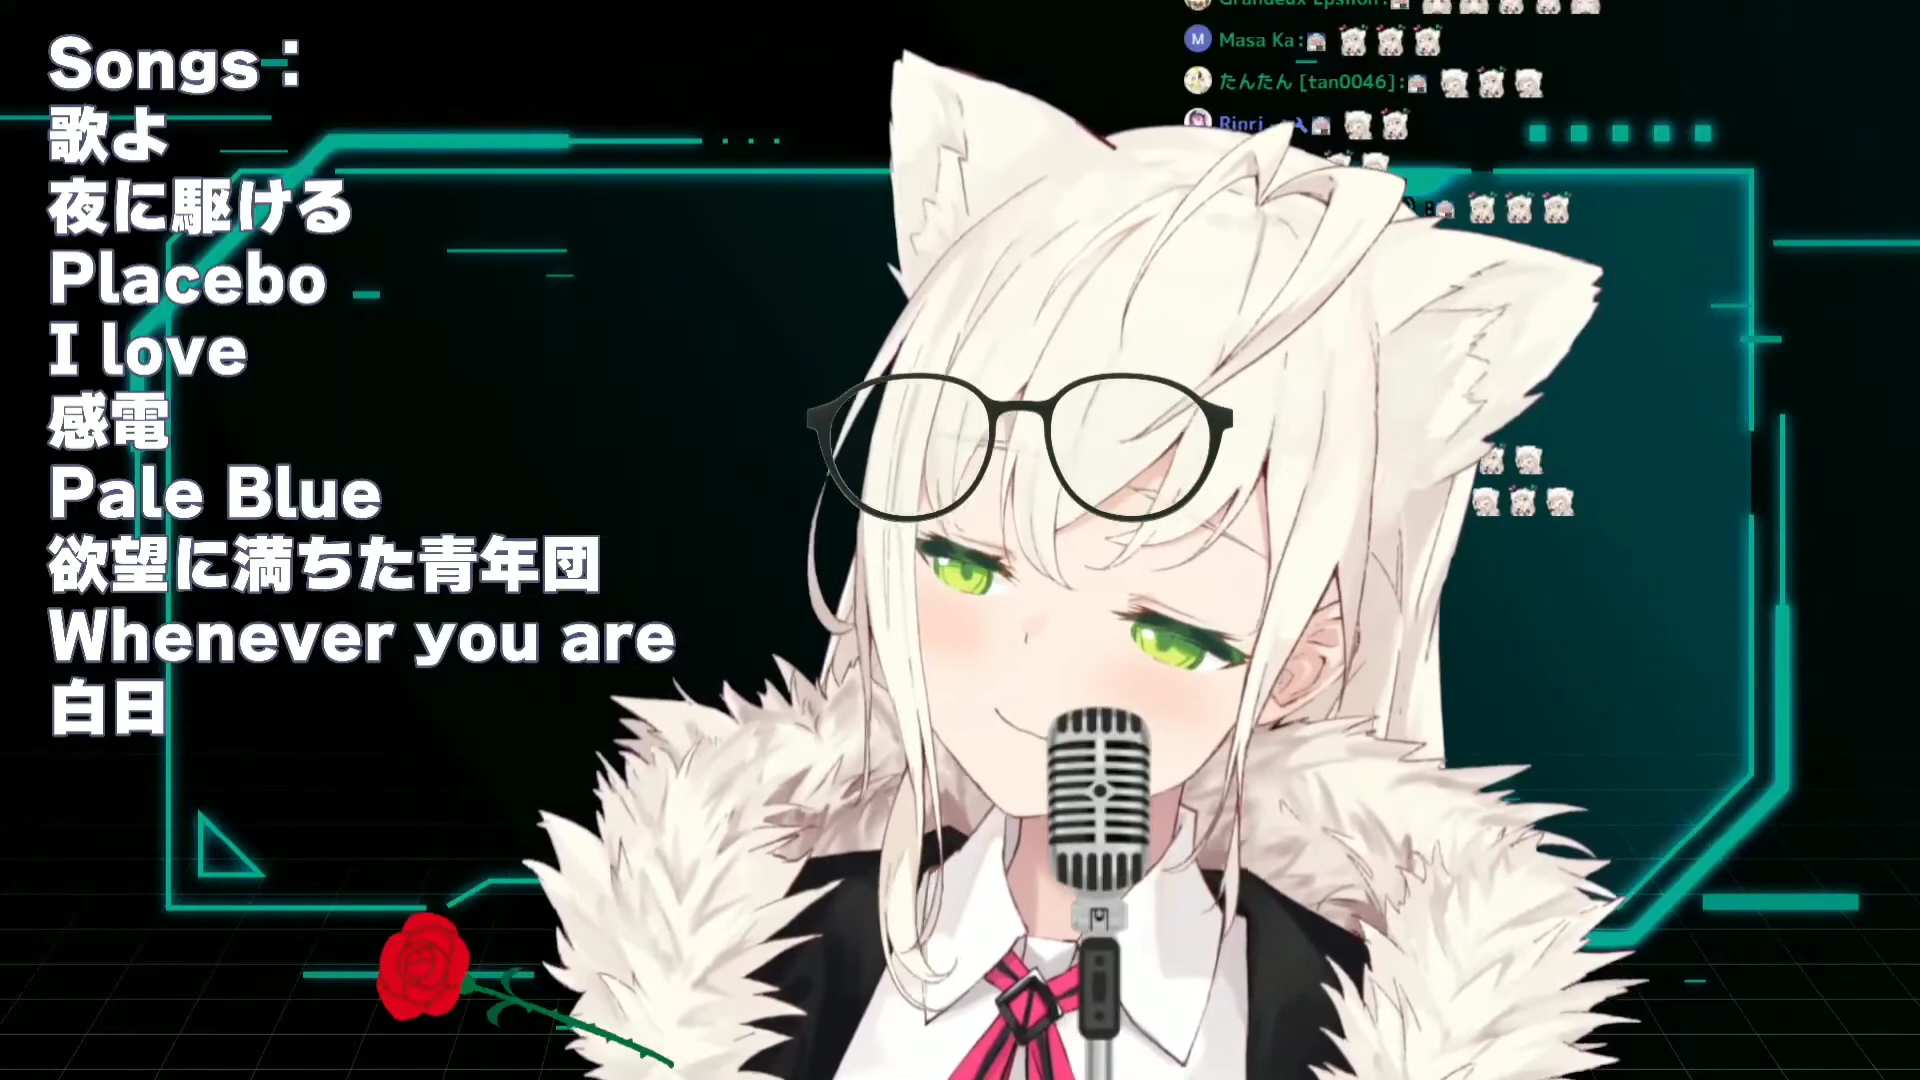 Songs：
歌よ
夜に駆ける
Placebo
I love
感電
Pale Blue
欲望に満ちた青年団
Whenever you are
白日
Masa Ka:
たんたん [tan0046]:
Rinri